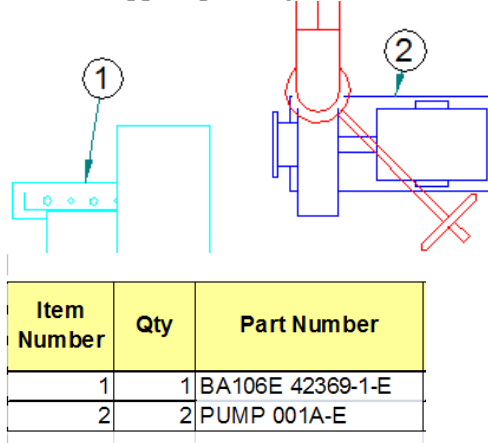 1
2
Item Number Qty Part Number
1 1 BA106E 42369-1-E
2 2 PUMP 001A-E